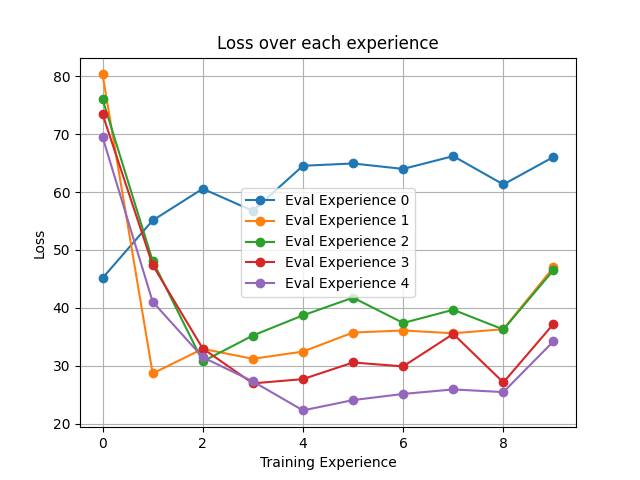 Loss over each experience
80
70
60
50
40
30
20
Loss
Eval Experience 0
Eval Experience 1
Eval Experience 2
Eval Experience 3
Eval Experience 4
0 2 4 6 8
Training Experience